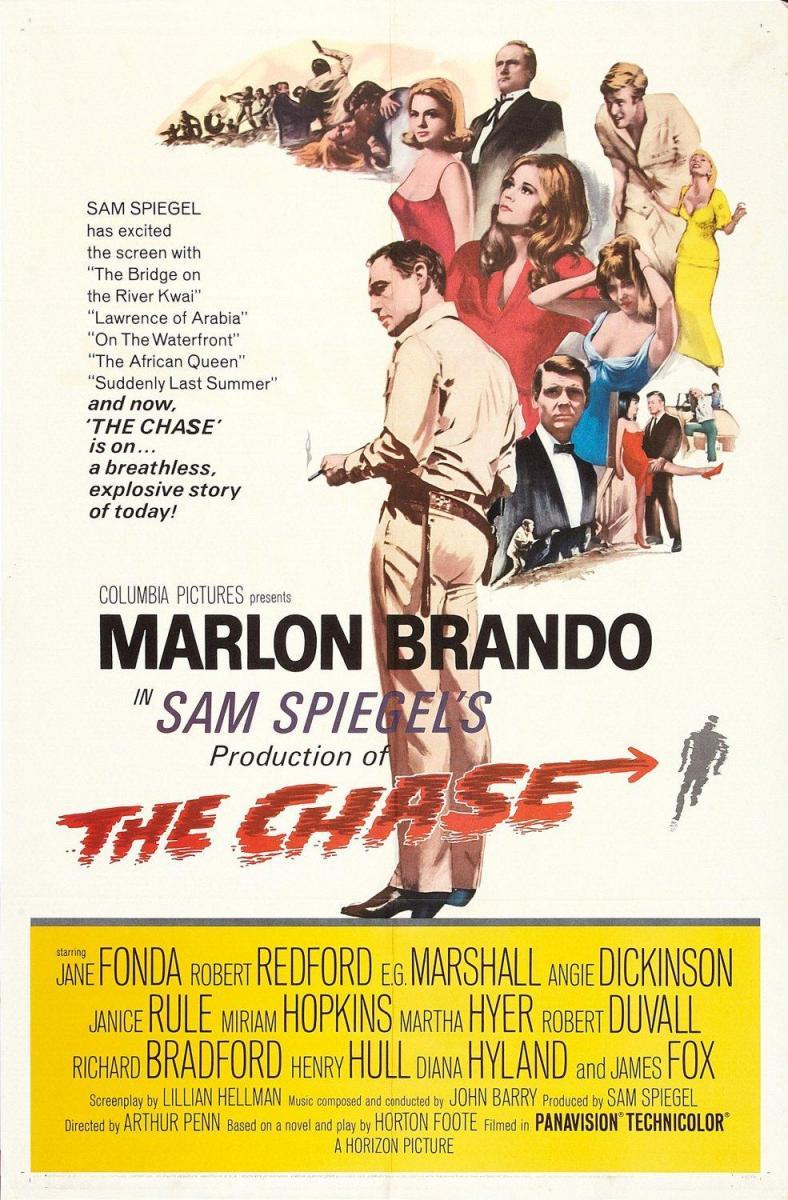 SAM SPIEGEL
has excited
the screen with
"The Bridge on
the River Kwai"
"Lawrence of Arabia"
"On The Waterfront"
"The African Queen"
"Suddenly Last Summer"
and now,
'THE CHASE'
is on...
a breathless,
explosive story
of today!
COLUMBIA PICTURES presents
MARLON BRANDO
IN SAM SPIEGEL'S
Production of
THE CHASE
starring
JANE FONDA ROBERT REDFORD E.G. MARSHALL ANGIE DICKINSON
JANICE RULE MIRIAM HOPKINS MARTHA HYER ROBERT DUVALL
RICHARD BRADFORD HENRY HULL DIANA HYLAND and JAMES FOX
Screenplay by LILLIAN HELLMAN Music composed and conducted by JOHN BARRY Produced by SAM SPIEGEL
Directed by ARTHUR PENN Based on a novel and play by HORTON FOOTE Filmed in PANAVISION® TECHNICOLOR®
A HORIZON PICTURE